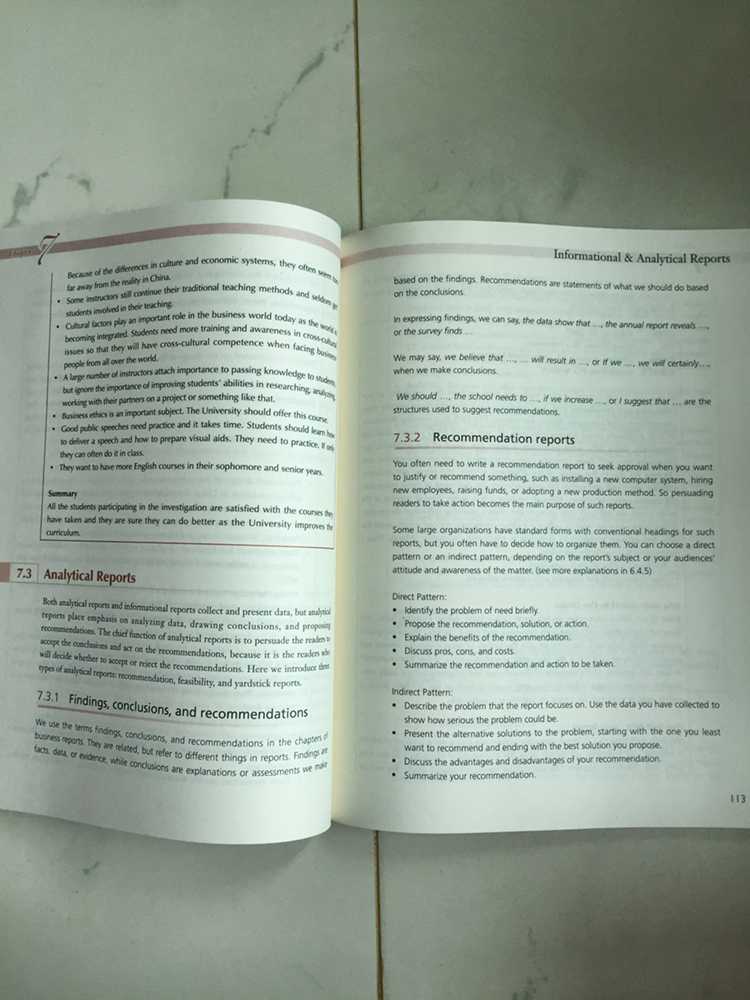 Chapter 7
Because of the differences in culture and economic systems, they often seem too
far away from the reality in China.
• Some instructors still continue their traditional teaching methods and seldom get
students involved in their teaching.
• Cultural factors play an important role in the business world today as the world is
becoming integrated. Students need more training and awareness in cross-cultural
issues so that they will have cross-cultural competence when facing business
people from all over the world.
• A large number of instructors attach importance to passing knowledge to students,
but ignore the importance of improving students' abilities in researching, analyzing,
working with their partners on a project or something like that.
• Business ethics is an important subject. The University should offer this course.
• Good public speeches need practice and it takes time. Students should learn how
to deliver a speech and how to prepare visual aids. They need to practice. If only
they can often do it in class.
• They want to have more English courses in their sophomore and senior years.
Summary
All the students participating in the investigation are satisfied with the courses they
have taken and they are sure they can do better as the University improves the
curriculum.
7.3 Analytical Reports
Both analytical reports and informational reports collect and present data, but analytical
reports place emphasis on analyzing data, drawing conclusions, and proposing
recommendations. The chief function of analytical reports is to persuade the readers to
accept the conclusions and act on the recommendations, because it is the readers who
will decide whether to accept or reject the recommendations. Here we introduce three
types of analytical reports: recommendation, feasibility, and yardstick reports.
7.3.1 Findings, conclusions, and recommendations
We use the terms findings, conclusions, and recommendations in the chapters of
business reports. They are related, but refer to different things in reports. Findings are
facts, data, or evidence, while conclusions are explanations or assessments we make
Informational & Analytical Reports
based on the findings. Recommendations are statements of what we should do based
on the conclusions.
In expressing findings, we can say, the data show that ..., the annual report reveals ...,
or the survey finds ...
We may say, we believe that ..., ... will result in ..., or If we ..., we will certainly...,
when we make conclusions.
We should ..., the school needs to ..., if we increase ..., or I suggest that ... are the
structures used to suggest recommendations.
7.3.2 Recommendation reports
You often need to write a recommendation report to seek approval when you want
to justify or recommend something, such as installing a new computer system, hiring
new employees, raising funds, or adopting a new production method. So persuading
readers to take action becomes the main purpose of such reports.
Some large organizations have standard forms with conventional headings for such
reports, but you often have to decide how to organize them. You can choose a direct
pattern or an indirect pattern, depending on the report's subject or your audiences'
attitude and awareness of the matter. (see more explanations in 6.4.5)
Direct Pattern:
• Identify the problem of need briefly.
• Propose the recommendation, solution, or action.
• Explain the benefits of the recommendation.
• Discuss pros, cons, and costs.
• Summarize the recommendation and action to be taken.
Indirect Pattern:
• Describe the problem that the report focuses on. Use the data you have collected to
show how serious the problem could be.
• Present the alternative solutions to the problem, starting with the one you least
want to recommend and ending with the best solution you propose.
• Discuss the advantages and disadvantages of your recommendation.
• Summarize your recommendation.
113